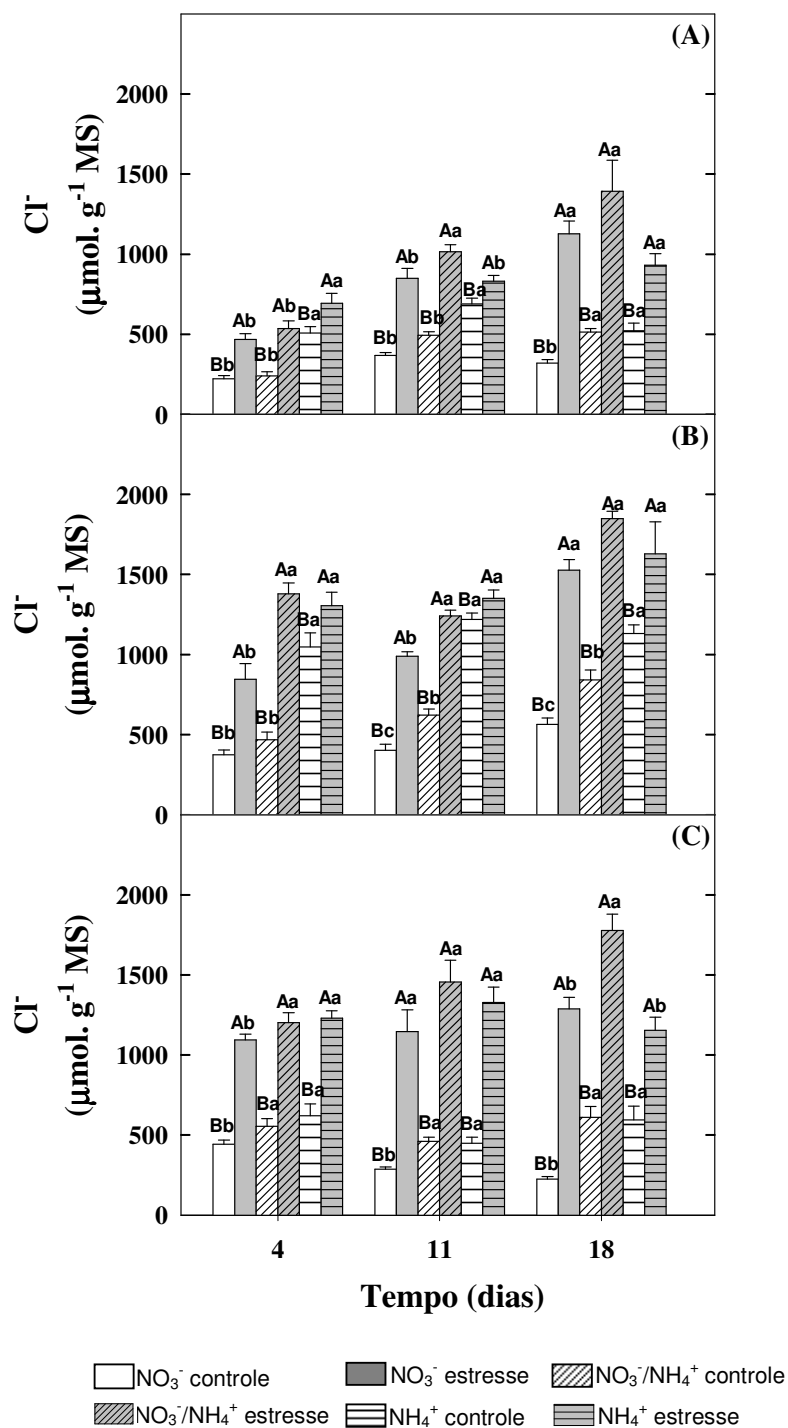 (A)
2000
1500
1000
500
0
Cl⁻
(μmol. g⁻¹ MS)
Bb Ab Bb Ab Ba Aa
Bb Ab Bb Aa Ba Ab
Bb Aa Ba Aa Ba Aa
(B)
2000
1500
1000
500
0
Cl⁻
(μmol. g⁻¹ MS)
Bb Ab Bb Aa Ba Aa
Bc Ab Bb Aa Ba Aa
Bc Aa Bb Aa Ba Aa
(C)
2000
1500
1000
500
0
Cl⁻
(μmol. g⁻¹ MS)
Bb Ab Ba Aa Ba Aa
Bb Aa Ba Aa Ba Aa
Bb Ab Ba Aa Ba Ab
4 11 18
Tempo (dias)
NO₃⁻ controle NO₃⁻ estresse NO₃⁻/NH₄⁺ controle
NO₃⁻/NH₄⁺ estresse NH₄⁺ controle NH₄⁺ estresse